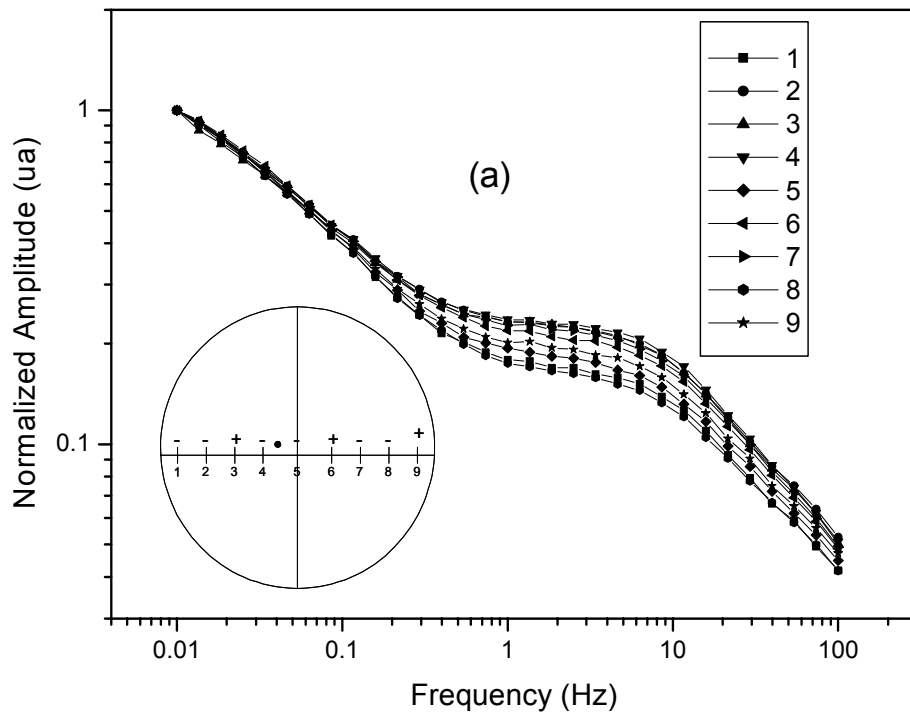 (a)
1
2
3
4
5
6
7
8
9
1
0.1
Normalized Amplitude (ua)
- - + - - + - - +
1 2 3 4 5 6 7 8 9
0.01 0.1 1 10 100
Frequency (Hz)